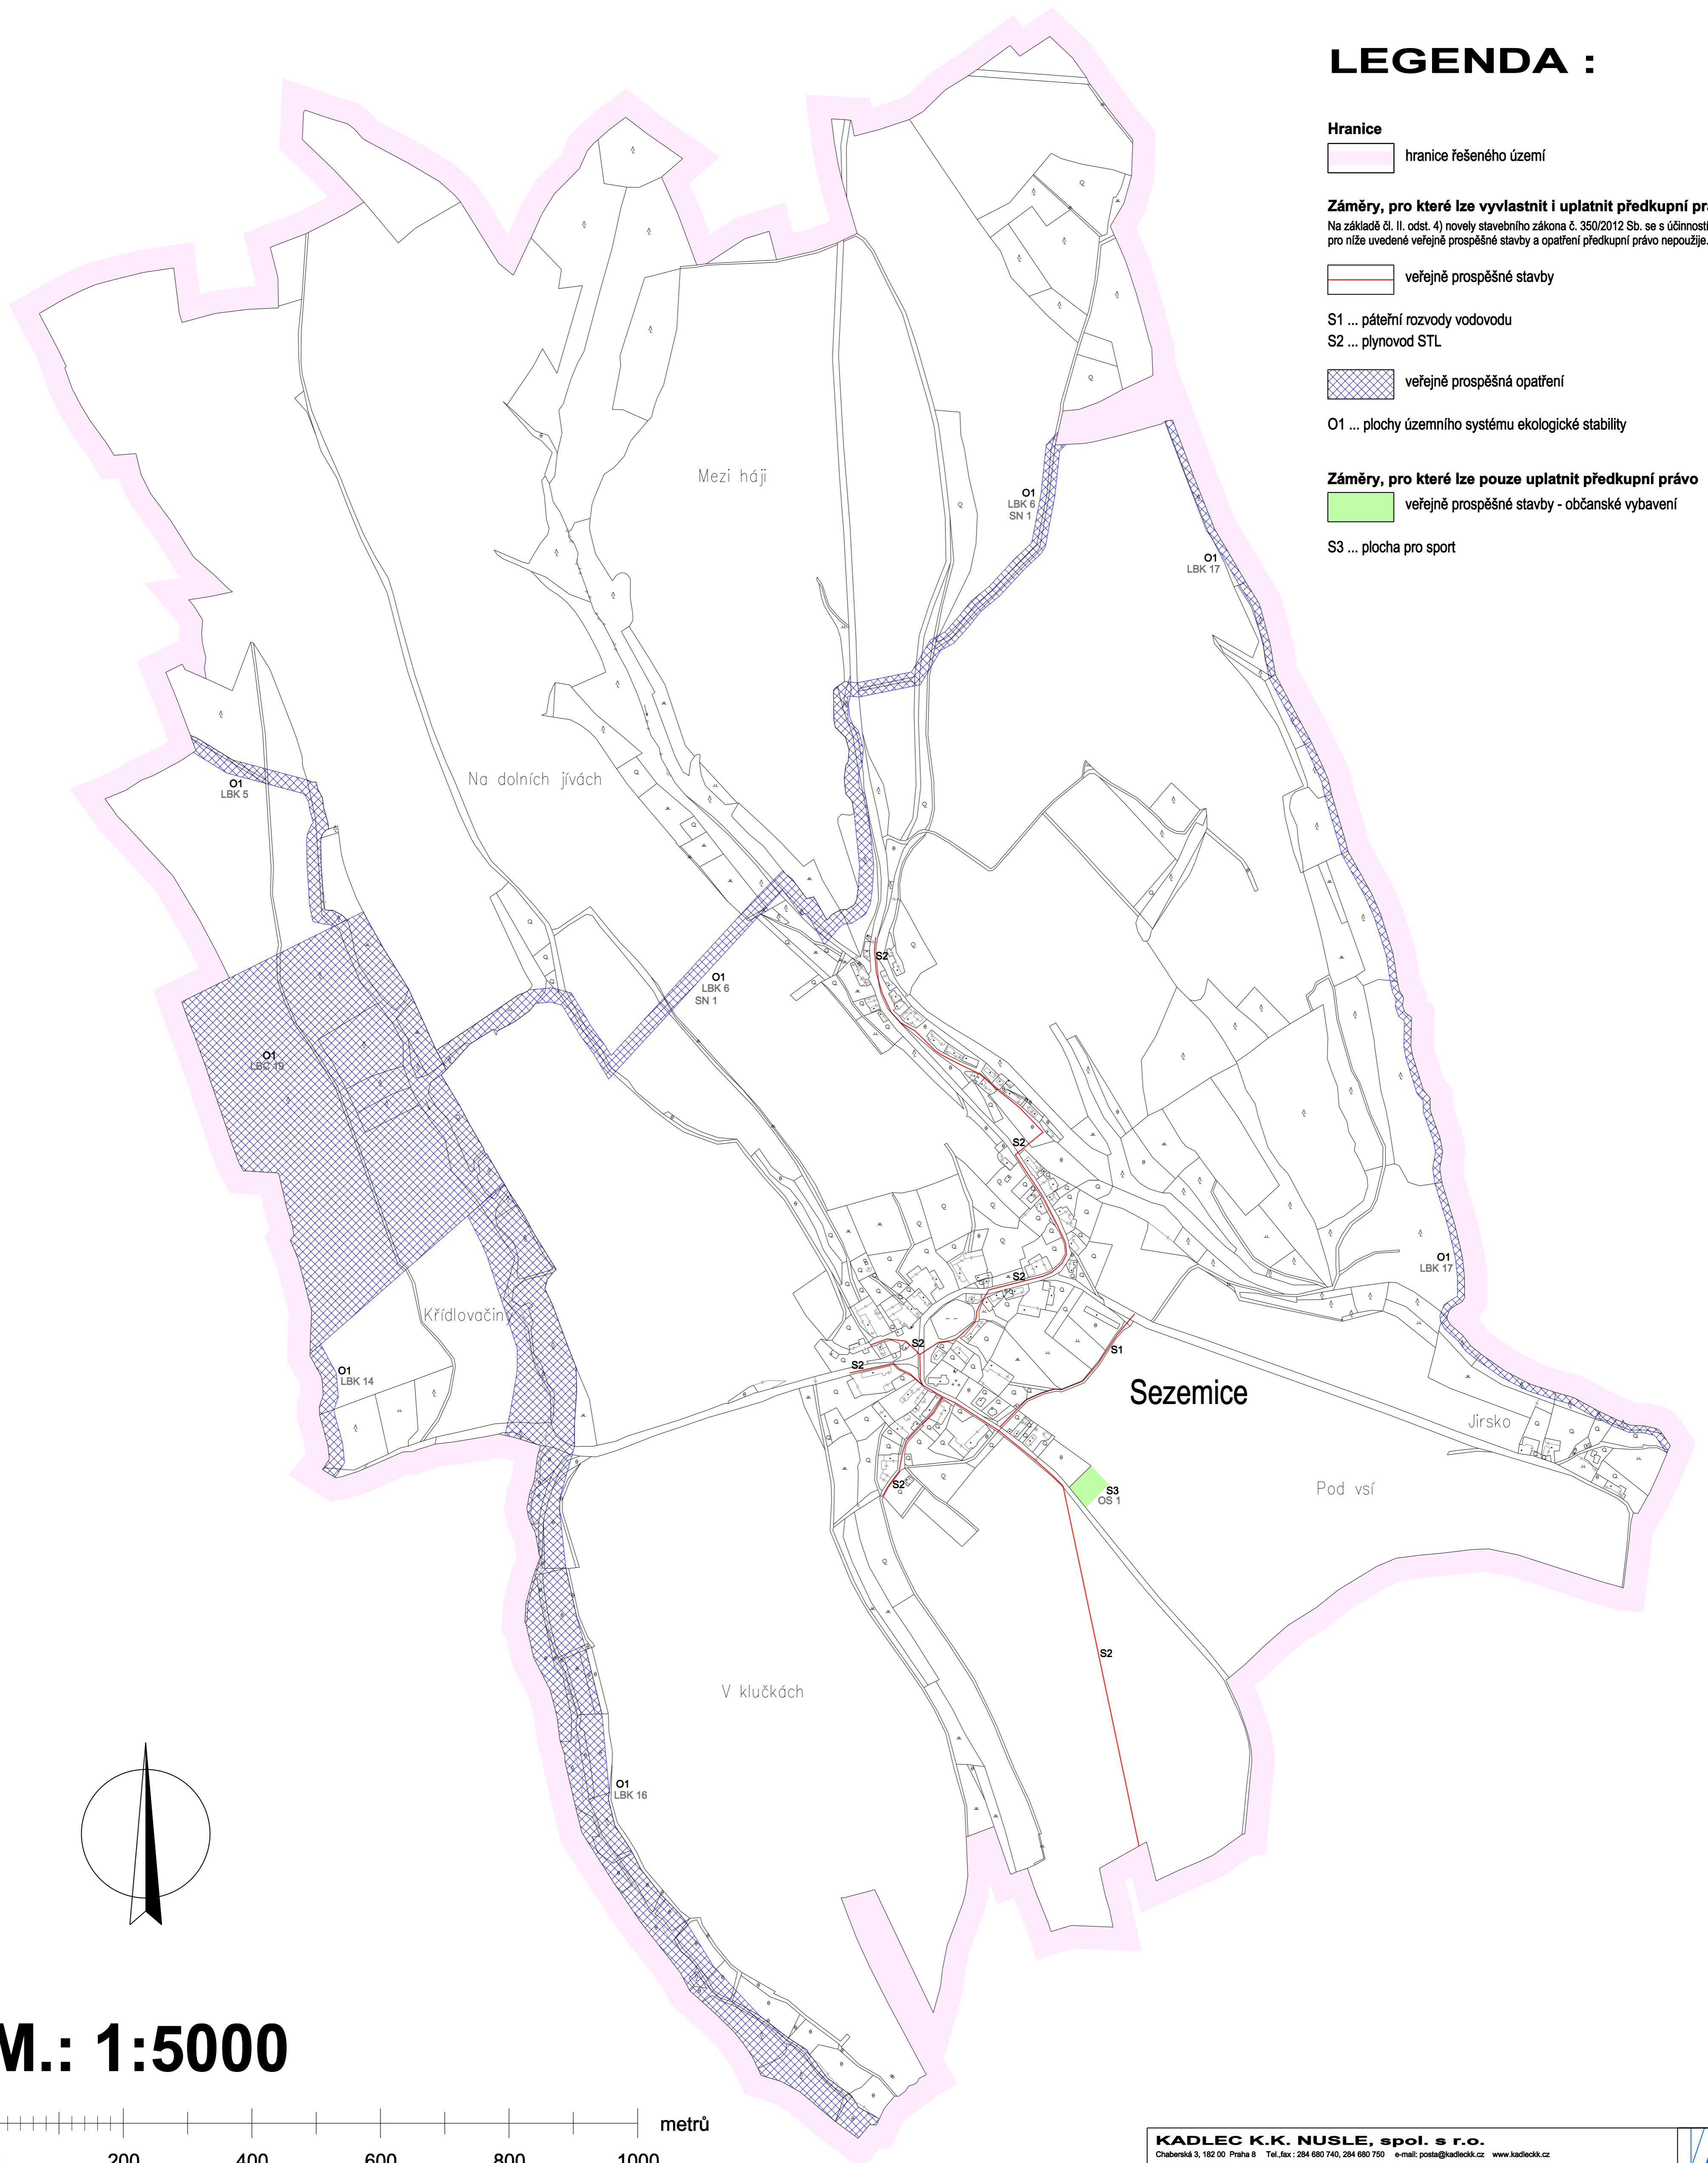 LEGENDA :
Hranice
hranice řešeného území
Záměry, pro které lze vyvlastnit i uplatnit předkupní
Na základě čl. II. odst. 4) novely stavebního zákona č. 350/2012 Sb. se s účinností
pro níže uvedené veřejně prospěšné stavby a opatření předkupní právo nepoužije.
veřejně prospěšné stavby
S1 ... páteřní rozvody vodovodu
S2 ... plynovod STL
veřejně prospěšná opatření
O1 ... plochy územního systému ekologické stability
Záměry, pro které lze pouze uplatnit předkupní právo
veřejně prospěšné stavby - občanské vybavení
S3 ... plocha pro sport
Mezi háji
O1
LBK 6
SN 1
O1
LBK 17
Na dolních jívách
O1
LBK 5
S2
O1
LBK 6
SN 1
O1
LBC 19
S2
O1
LBK 17
S2
Křídlovačiny
S2
S1
S2
O1
LBK 14
Sezemice
Jirsko
S2
S3
OS 1
Pod vsí
S2
V klučkách
O1
LBK 16
M.: 1:5000
metrů
200 400 600 800 1000
KADLEC K.K. NUSLE, spol. s r.o.
Chaberská 3, 182 00 Praha 8 Tel.,fax : 284 680 740, 284 680 750 e-mail: posta@kadleckk.cz www.kadleckk.cz